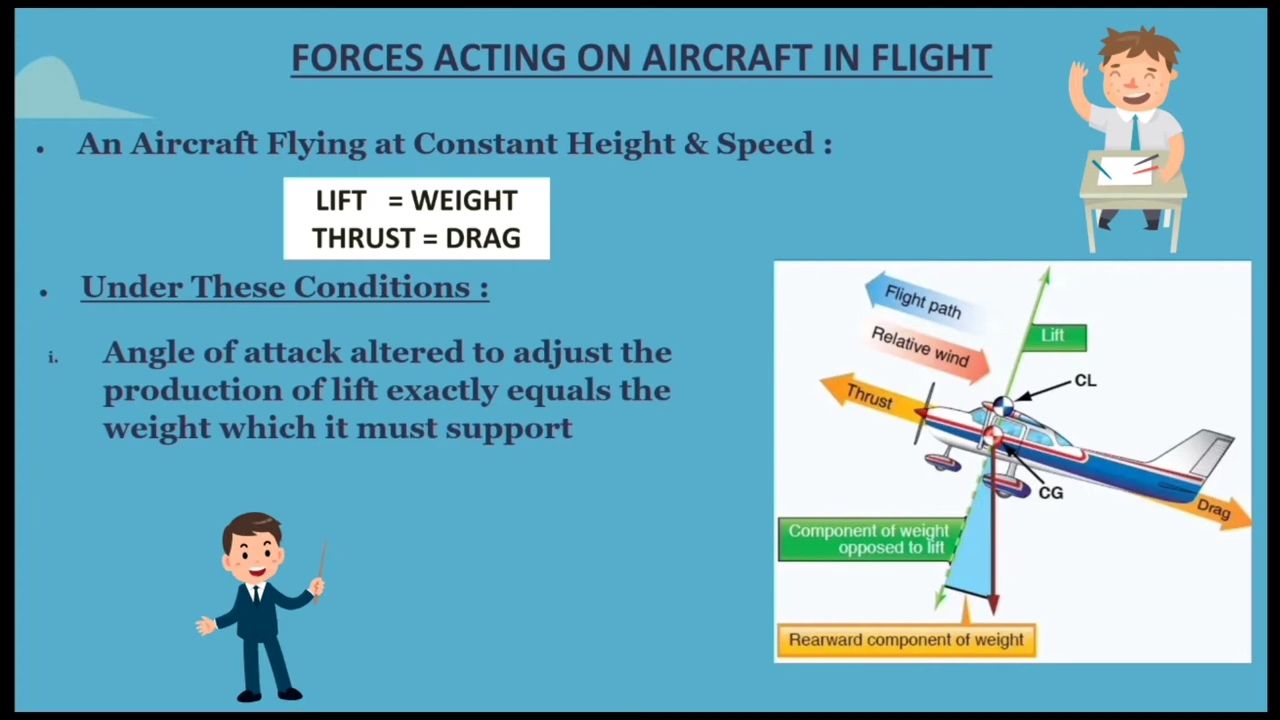 FORCES ACTING ON AIRCRAFT IN FLIGHT
• An Aircraft Flying at Constant Height & Speed :
LIFT = WEIGHT
THRUST = DRAG
• Under These Conditions :
i. Angle of attack altered to adjust the
production of lift exactly equals the
weight which it must support
Flight path
Relative wind
Lift
Thrust
CL
CG
Drag
Component of weight
opposed to lift
Rearward component of weight